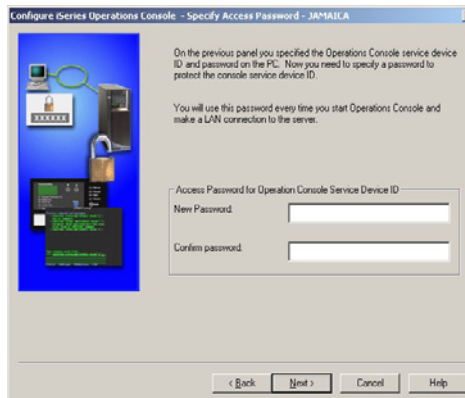 Configure iSeries Operations Console - Specify Access Password - JAMAICA
On the previous panel you specified the Operations Console service device
ID and password on the PC. Now you need to specify a password to
protect the console service device ID.
You will use this password every time you start Operations Console and
make a LAN connection to the server.
Access Password for Operation Console Service Device ID
New Password:
Confirm password:
< Back
Next >
Cancel
Help